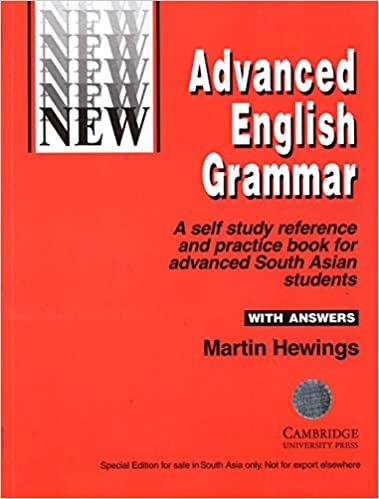 NEW
NEW
NEW
NEW
NEW
Advanced
English
Grammar
A self study reference
and practice book for
advanced South Asian
students
WITH ANSWERS
Martin Hewings
CAMBRIDGE
UNIVERSITY PRESS
Special Edition for sale in South Asia only. Not for export elsewhere